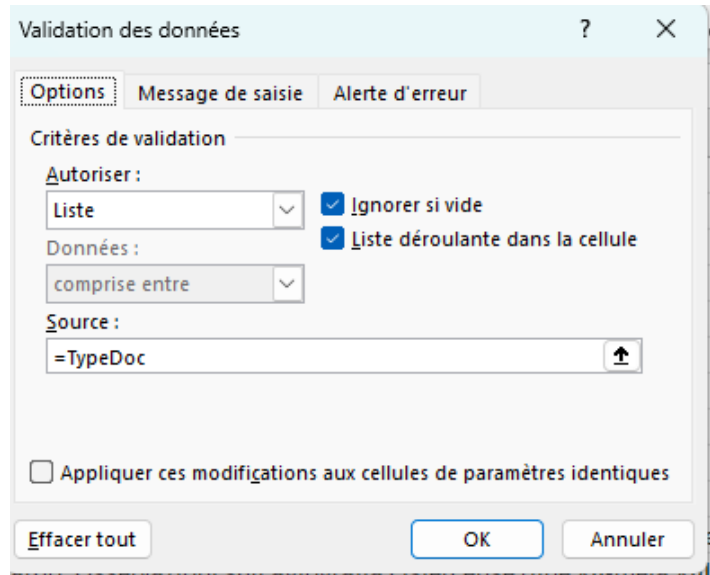 Validation des données ? ×
Options Message de saisie Alerte d'erreur
Critères de validation
Autoriser :
Liste
Ignorer si vide
Données :
Liste déroulante dans la cellule
comprise entre
Source :
=TypeDoc
Appliquer ces modifications aux cellules de paramètres identiques
Effacer tout OK Annuler